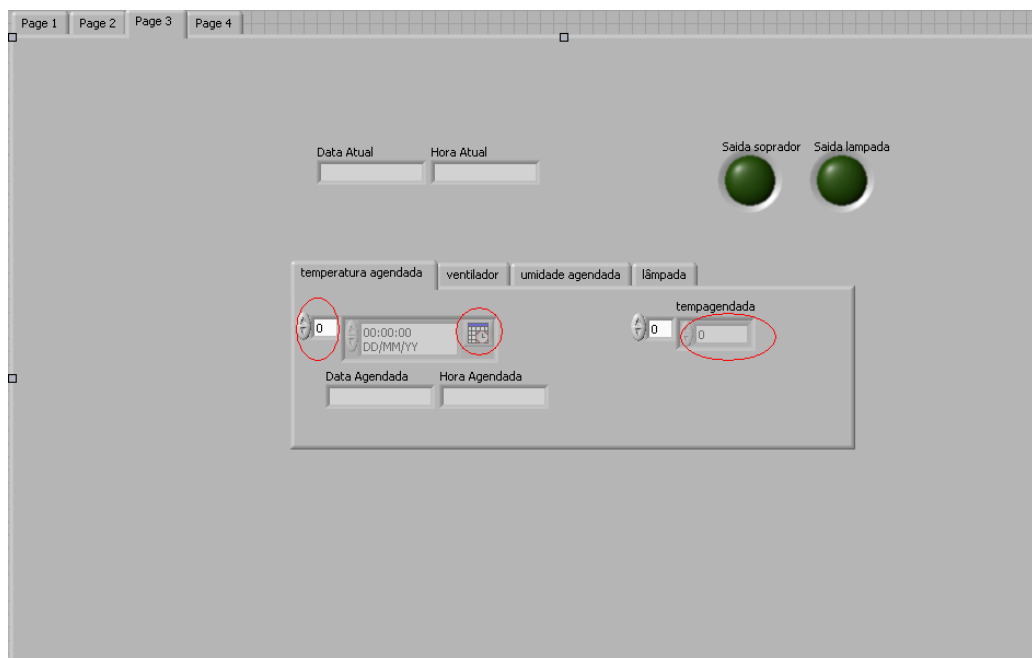 Page 1 Page 2 Page 3 Page 4
Data Atual Hora Atual
Saida soprador Saida lampada
temperatura agendada ventilador umidade agendada lâmpada
tempagendada
0 00:00:00 0 0
DD/MM/YY
Data Agendada Hora Agendada